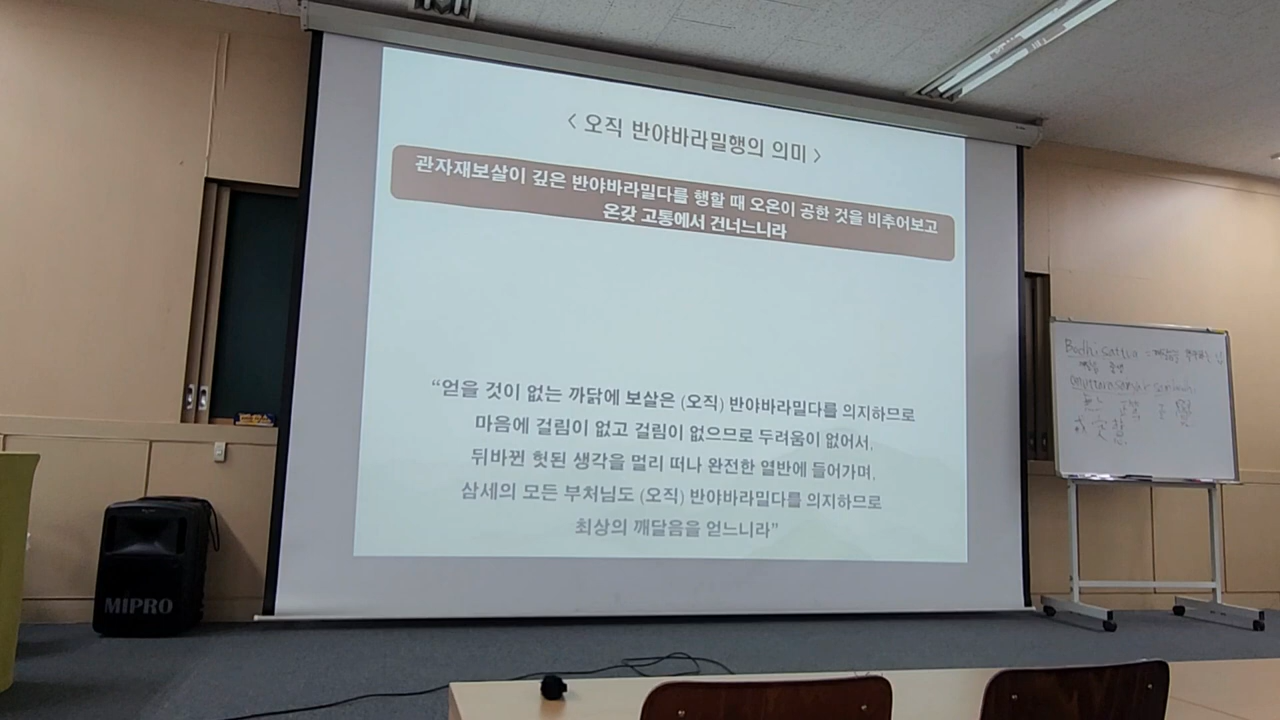 < 오직 반야바라밀행의 의미 >
관자재보살이 깊은 반야바라밀다를 행할 때 오온이 공한 것을 비추어보고
온갖 고통에서 건너느니라
“얻을 것이 없는 까닭에 보살은 (오직) 반야바라밀다를 의지하므로
마음에 걸림이 없고 걸림이 없으므로 두려움이 없어서,
뒤바뀐 헛된 생각을 멀리 떠나 완전한 열반에 들어가며,
삼세의 모든 부처님도 (오직) 반야바라밀다를 의지하므로
최상의 깨달음을 얻느니라”
MIPRO
Bodhi sattva